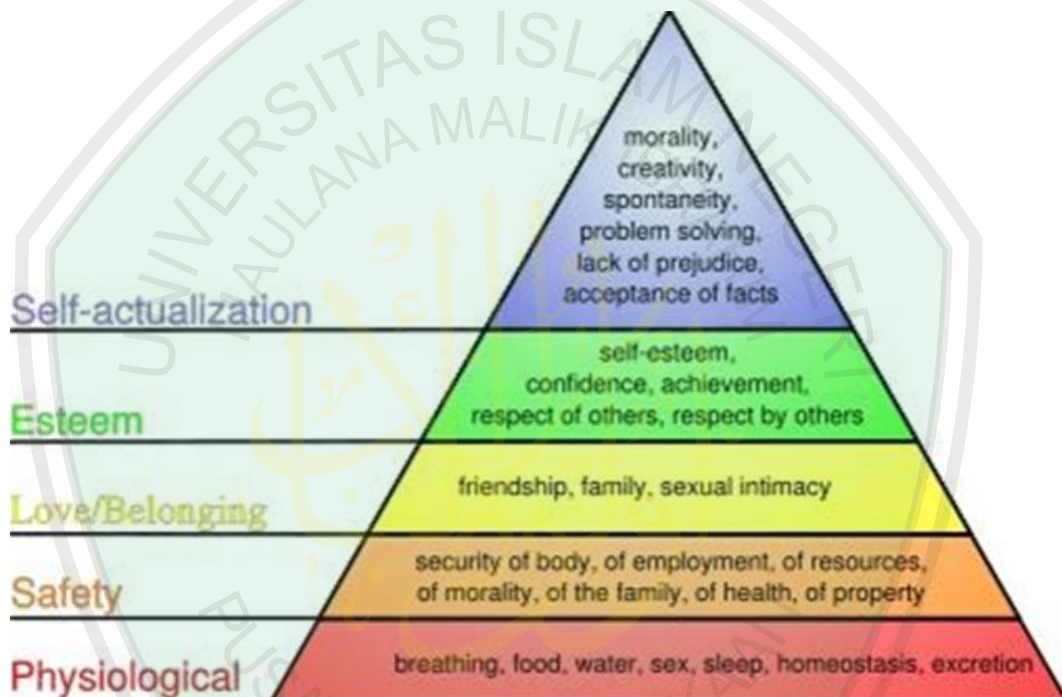 UNIVERSITAS ISLAM NEGERI
MAULANA MALIK
morality,
creativity,
spontaneity,
problem solving,
lack of prejudice,
acceptance of facts
Self-actualization
self-esteem,
confidence, achievement,
respect of others, respect by others
Esteem
friendship, family, sexual intimacy
Love/Belonging
security of body, of employment, of resources,
of morality, of the family, of health, of property
Safety
breathing, food, water, sex, sleep, homeostasis, excretion
Physiological